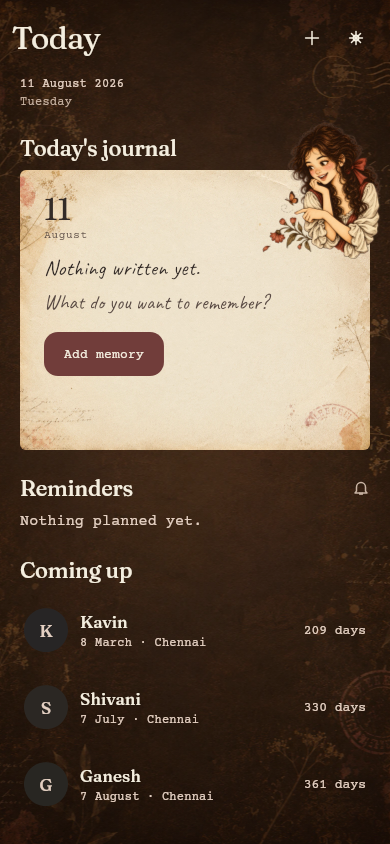 Today
11 August 2026
Tuesday
Today's journal
11
August
Nothing written yet.
What do you want to remember?
Add memory
Reminders
Nothing planned yet.
Coming up
K
Kavin
8 March · Chennai
209 days
S
Shivani
7 July · Chennai
330 days
G
Ganesh
7 August · Chennai
361 days